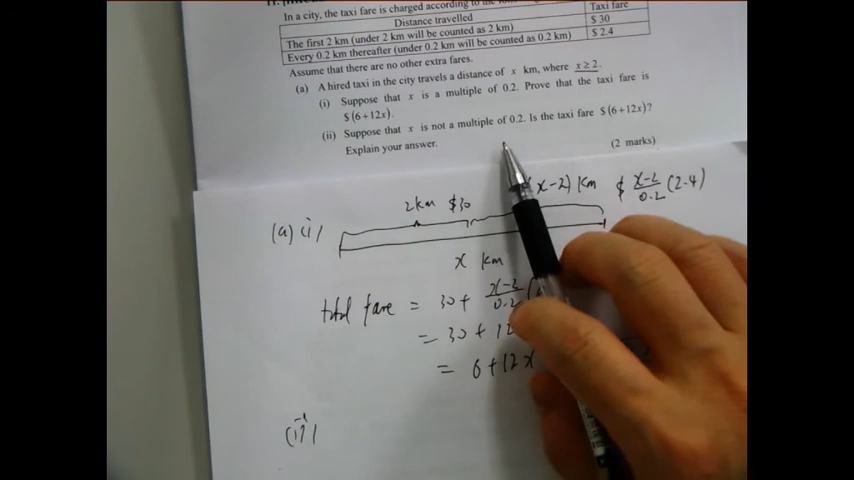 In a city, the taxi fare is charged according to the
Distance travelled Taxi fare
The first 2 km (under 2 km will be counted as 2 km) $ 30
Every 0.2 km thereafter (under 0.2 km will be counted as 0.2 km) $ 2.4
Assume that there are no other extra fares.
(a) A hired taxi in the city travels a distance of x km, where x ≥ 2.
(i) Suppose that x is a multiple of 0.2. Prove that the taxi fare is
$(6+12x).
(ii) Suppose that x is not a multiple of 0.2. Is the taxi fare $(6+12x)?
Explain your answer. (2 marks)
2km $30 (x-2) km $ (x-2)/0.2 (2.4)
(a) (i)
x km
total fare = 30 + (x-2)/0.2
= 30 + 12
= 6+12x
(ii)